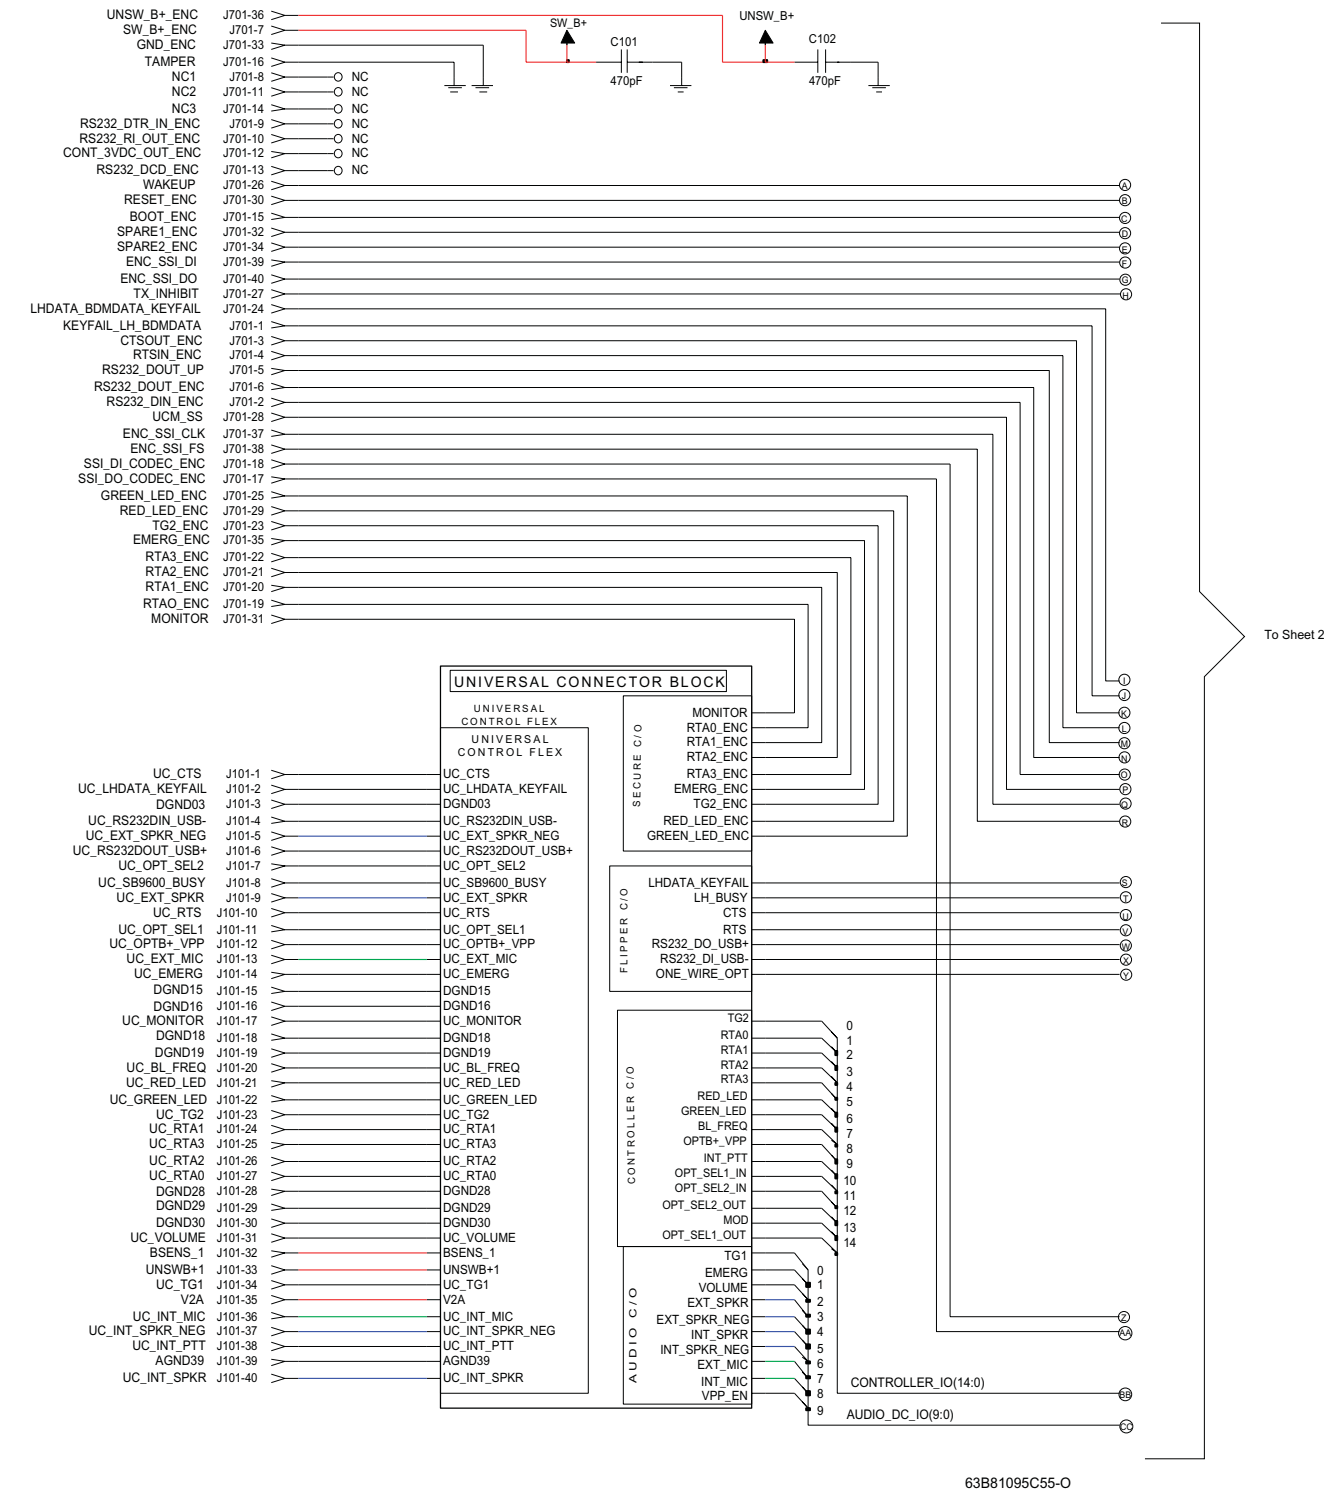 UNSW_B+_ENC J701-36
SW_B+_ENC J701-7
GND_ENC J701-33
TAMPER J701-16
NC1 J701-8 NC
NC2 J701-11 NC
NC3 J701-14 NC
RS232_DTR_IN_ENC J701-9 NC
RS232_RI_OUT_ENC J701-10 NC
CONT_3VDC_OUT_ENC J701-12 NC
RS232_DCD_ENC J701-13 NC
SW_B+
C101
470pF
UNSW_B+
C102
470pF
WAKEUP J701-26 A
RESET_ENC J701-30 B
BOOT_ENC J701-15 C
SPARE1_ENC J701-32 D
SPARE2_ENC J701-34 E
ENC_SSI_DI J701-39 F
ENC_SSI_DO J701-40 G
TX_INHIBIT J701-27 H
LHDATA_BDMDATA_KEYFAIL J701-24
KEYFAIL_LH_BDMDATA J701-1
CTSOUT_ENC J701-3
RTSIN_ENC J701-4
RS232_DOUT_UP J701-5
RS232_DOUT_ENC J701-6
RS232_DIN_ENC J701-2
UCM_SS J701-28
ENC_SSI_CLK J701-37
ENC_SSI_FS J701-38
SSI_DI_CODEC_ENC J701-18
SSI_DO_CODEC_ENC J701-17
GREEN_LED_ENC J701-25
RED_LED_ENC J701-29
TG2_ENC J701-23
EMERG_ENC J701-35
RTA3_ENC J701-22
RTA2_ENC J701-21
RTA1_ENC J701-20
RTAO_ENC J701-19
MONITOR J701-31
To Sheet 2
I
J
K
L
M
N
O
P
Q
R
UNIVERSAL CONNECTOR BLOCK
UNIVERSAL
CONTROL FLEX
UNIVERSAL
CONTROL FLEX
UC_CTS J101-1 UC_CTS
UC_LHDATA_KEYFAIL J101-2 UC_LHDATA_KEYFAIL
DGND03 J101-3 DGND03
UC_RS232DIN_USB- J101-4 UC_RS232DIN_USB-
UC_EXT_SPKR_NEG J101-5 UC_EXT_SPKR_NEG
UC_RS232DOUT_USB+ J101-6 UC_RS232DOUT_USB+
UC_OPT_SEL2 J101-7 UC_OPT_SEL2
UC_SB9600_BUSY J101-8 UC_SB9600_BUSY
UC_EXT_SPKR J101-9 UC_EXT_SPKR
UC_RTS J101-10 UC_RTS
UC_OPT_SEL1 J101-11 UC_OPT_SEL1
UC_OPTB+_VPP J101-12 UC_OPTB+_VPP
UC_EXT_MIC J101-13 UC_EXT_MIC
UC_EMERG J101-14 UC_EMERG
DGND15 J101-15 DGND15
DGND16 J101-16 DGND16
UC_MONITOR J101-17 UC_MONITOR
DGND18 J101-18 DGND18
DGND19 J101-19 DGND19
UC_BL_FREQ J101-20 UC_BL_FREQ
UC_RED_LED J101-21 UC_RED_LED
UC_GREEN_LED J101-22 UC_GREEN_LED
UC_TG2 J101-23 UC_TG2
UC_RTA1 J101-24 UC_RTA1
UC_RTA3 J101-25 UC_RTA3
UC_RTA2 J101-26 UC_RTA2
UC_RTA0 J101-27 UC_RTA0
DGND28 J101-28 DGND28
DGND29 J101-29 DGND29
DGND30 J101-30 DGND30
UC_VOLUME J101-31 UC_VOLUME
BSENS_1 J101-32 BSENS_1
UNSWB+1 J101-33 UNSWB+1
UC_TG1 J101-34 UC_TG1
V2A J101-35 V2A
UC_INT_MIC J101-36 UC_INT_MIC
UC_INT_SPKR_NEG J101-37 UC_INT_SPKR_NEG
UC_INT_PTT J101-38 UC_INT_PTT
AGND39 J101-39 AGND39
UC_INT_SPKR J101-40 UC_INT_SPKR
SECURE C/O
MONITOR
RTA0_ENC
RTA1_ENC
RTA2_ENC
RTA3_ENC
EMERG_ENC
TG2_ENC
RED_LED_ENC
GREEN_LED_ENC
FLIPPER C/O
LHDATA_KEYFAIL S
LH_BUSY T
CTS U
RTS V
RS232_DO_USB+ W
RS232_DI_USB- X
ONE_WIRE_OPT Y
CONTROLLER C/O
TG2 0
RTA0 1
RTA1 2
RTA2 3
RTA3 4
RED_LED 5
GREEN_LED 6
BL_FREQ 7
OPTB+_VPP 8
INT_PTT 9
OPT_SEL1_IN 10
OPT_SEL2_IN 11
OPT_SEL2_OUT 12
MOD 13
OPT_SEL1_OUT 14
AUDIO C/O
TG1 0
EMERG 1
VOLUME 2
EXT_SPKR 3
EXT_SPKR_NEG 4
INT_SPKR 5
INT_SPKR_NEG 6
EXT_MIC 7
INT_MIC 8
VPP_EN 9
Z
AA
CONTROLLER_IO(14:0) BB
AUDIO_DC_IO(9:0) CC
63B81095C55-O